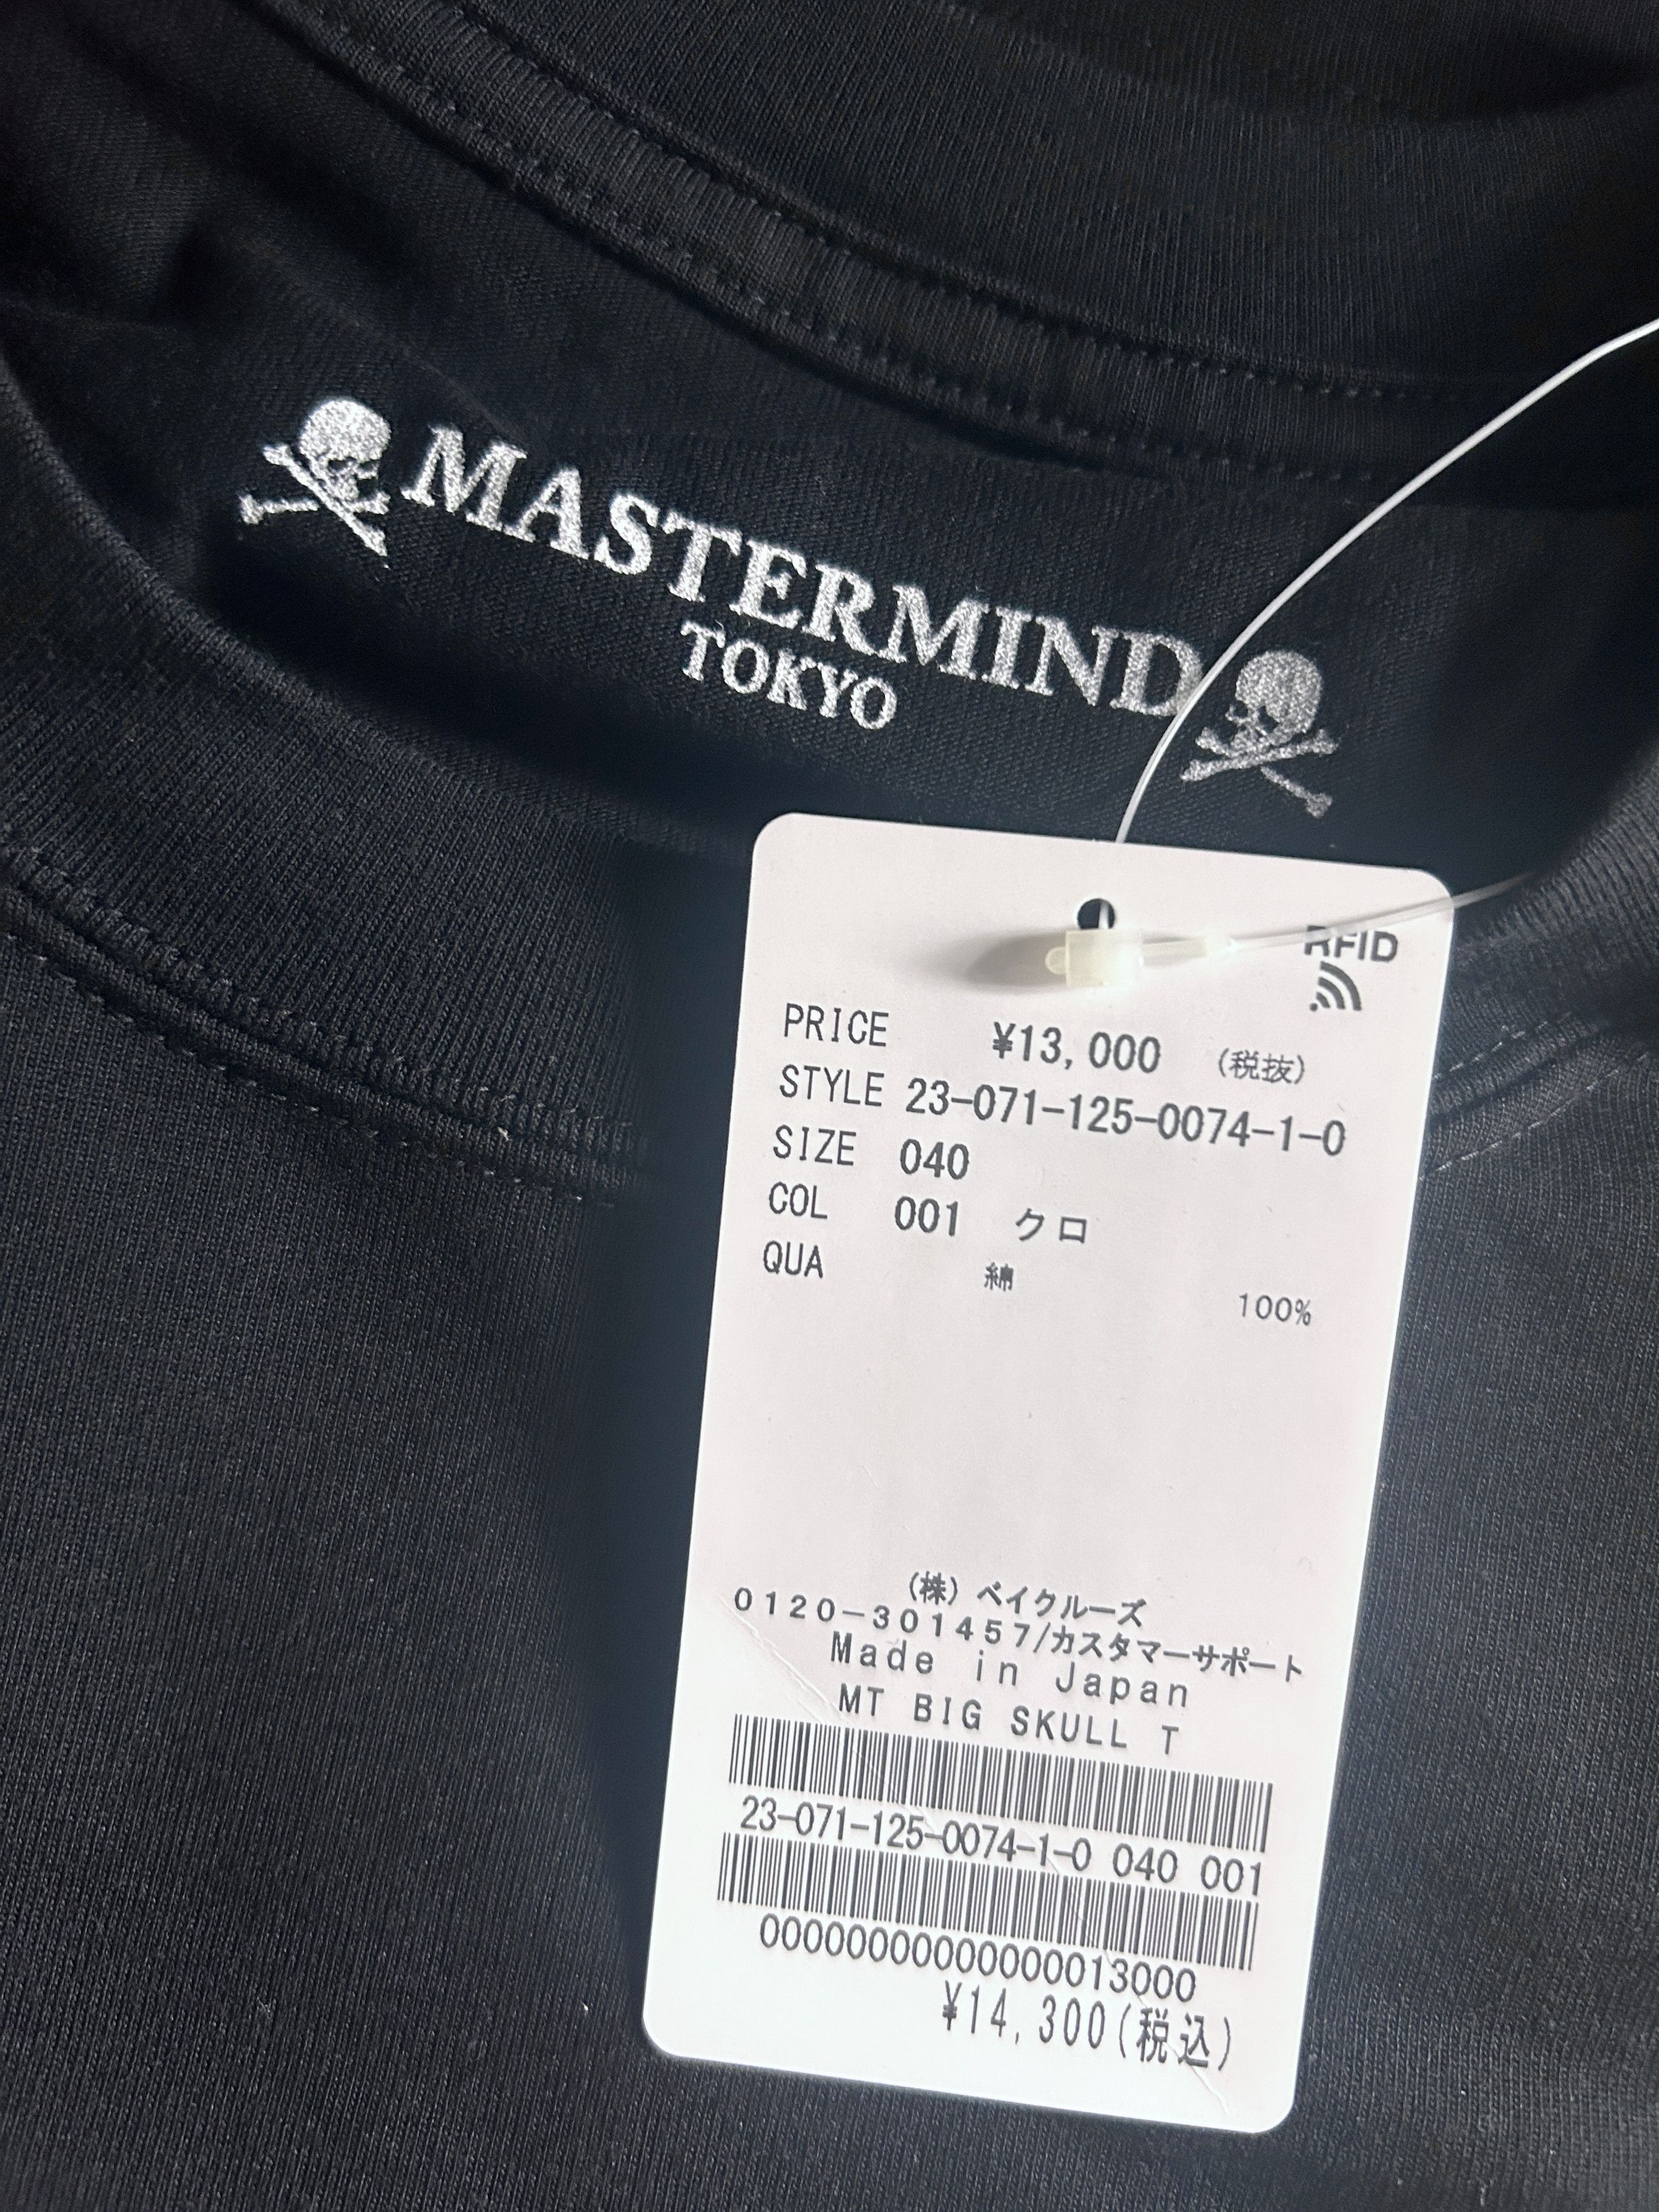 MASTERMIND
TOKYO
RFID
PRICE ¥13,000 (税抜)
STYLE 23-071-125-0074-1-0
SIZE 040
COL 001 クロ
QUA 綿 100%
(株) ベイクルーズ
0120-301457/カスタマーサポート
Made in Japan
MT BIG SKULL T
23-071-125-0074-1-0 040 001
0000000000000013000
¥14,300(税込)